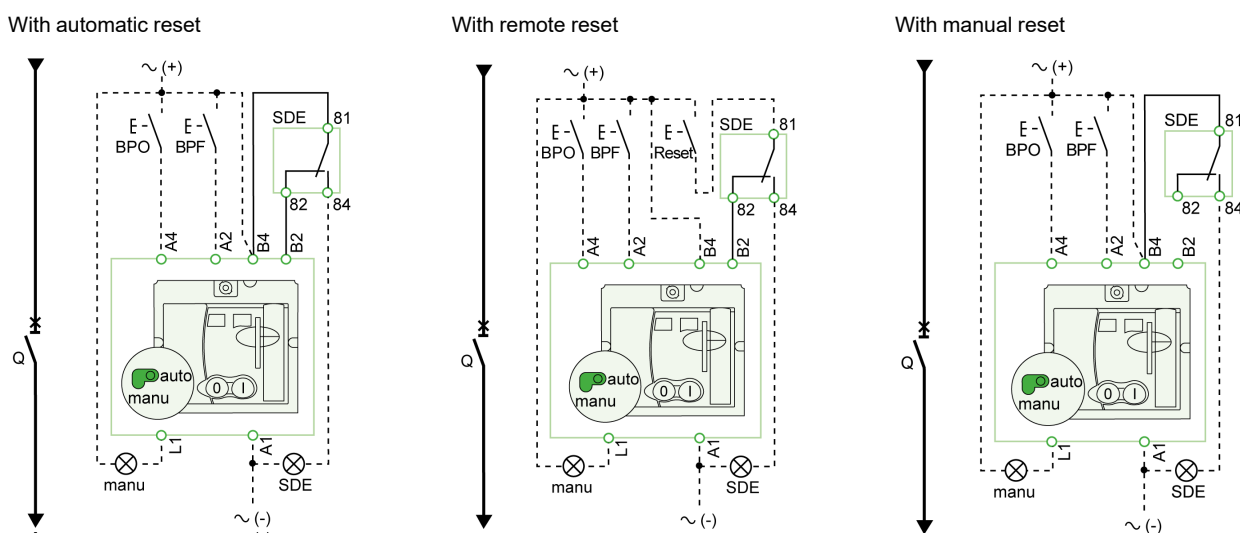 With automatic reset
With remote reset
With manual reset
∼ (+)
SDE
81
BPO
BPF
82
84
A4
A2
B4
B2
Q
auto
manu
0
I
L1
A1
manu
SDE
∼ (-)
∼ (+)
SDE
81
BPO
BPF
Reset
82
84
A4
A2
B4
B2
Q
auto
manu
0
I
L1
A1
manu
SDE
∼ (-)
∼ (+)
SDE
81
BPO
BPF
82
84
A4
A2
B4
B2
Q
auto
manu
0
I
L1
A1
manu
SDE
∼ (-)